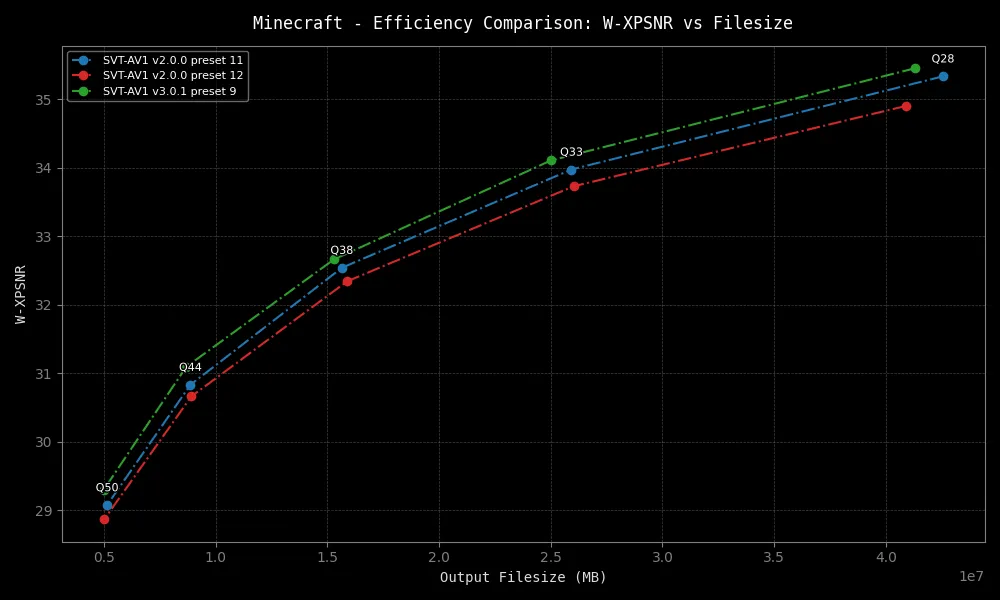 Minecraft - Efficiency Comparison: W-XPSNR vs Filesize
SVT-AV1 v2.0.0 preset 11
SVT-AV1 v2.0.0 preset 12
SVT-AV1 v3.0.1 preset 9
Q28
Q33
Q38
Q44
Q50
35
34
33
32
31
30
29
W-XPSNR
0.5 1.0 1.5 2.0 2.5 3.0 3.5 4.0
1e7
Output Filesize (MB)